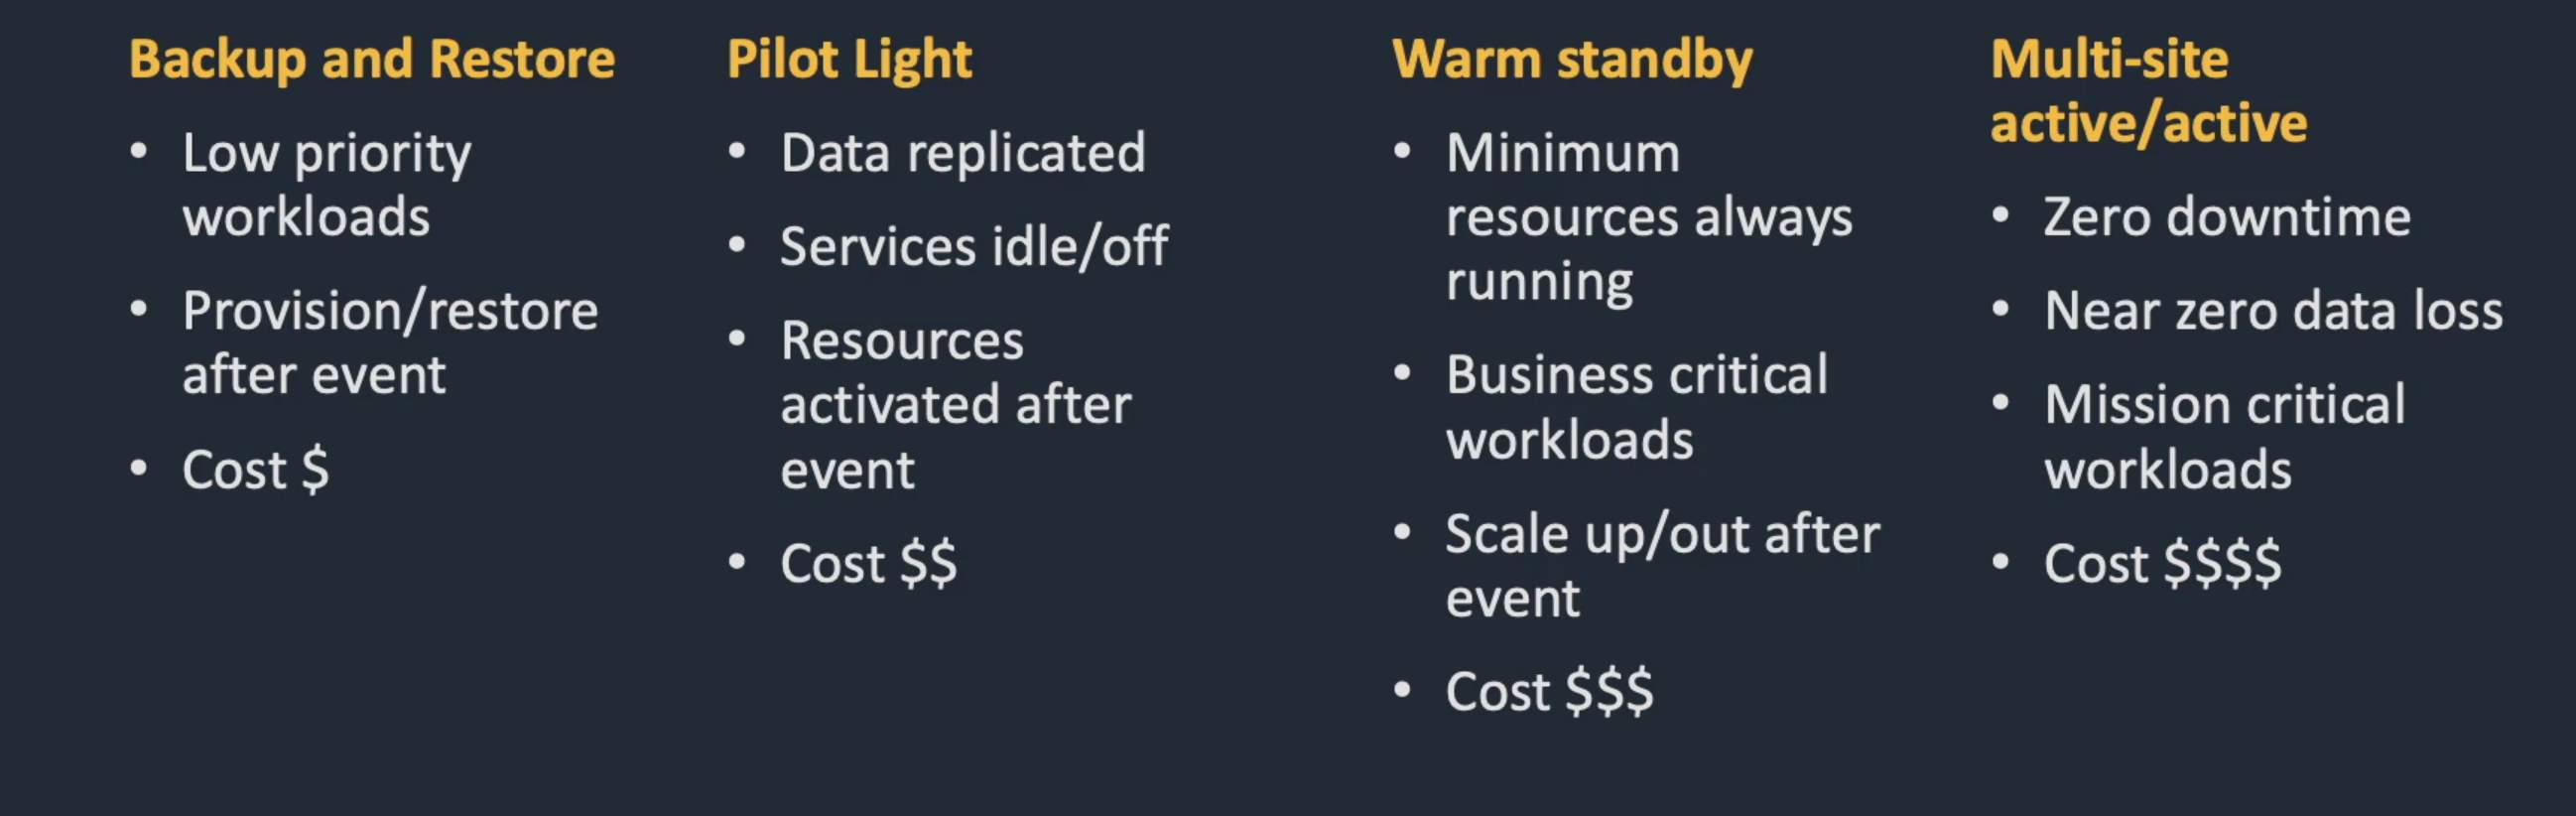 Backup and Restore
• Low priority
workloads
• Provision/restore
after event
• Cost $
Pilot Light
• Data replicated
• Services idle/off
• Resources
activated after
event
• Cost $$
Warm standby
• Minimum
resources always
running
• Business critical
workloads
• Scale up/out after
event
• Cost $$$
Multi-site
active/active
• Zero downtime
• Near zero data loss
• Mission critical
workloads
• Cost $$$$